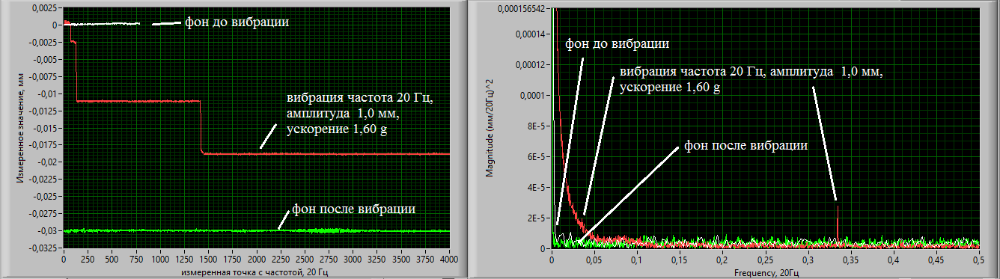 0,0025
0
-0,0025
-0,005
-0,0075
-0,01
-0,0125
-0,015
-0,0175
-0,02
-0,0225
-0,025
-0,0275
-0,03
-0,0325
Измеренное значение, мм
фон до вибрации
вибрация частота 20 Гц,
амплитуда 1,0 мм,
ускорение 1,60 g
фон после вибрации
0 250 500 750 1000 1250 1500 1750 2000 2250 2500 2750 3000 3250 3500 3750 4000
измеренная точка с частотой, 20 Гц
0,000156542
0,00014
0,00012
0,0001
8E-5
6E-5
4E-5
2E-5
0
Magnitude (мм/20Гц)^2
фон до вибрации
вибрация частота 20 Гц, амплитуда 1,0 мм,
ускорение 1,60 g
фон после вибрации
0 0,05 0,1 0,15 0,2 0,25 0,3 0,35 0,4 0,45 0,5
Frequency, 20Гц